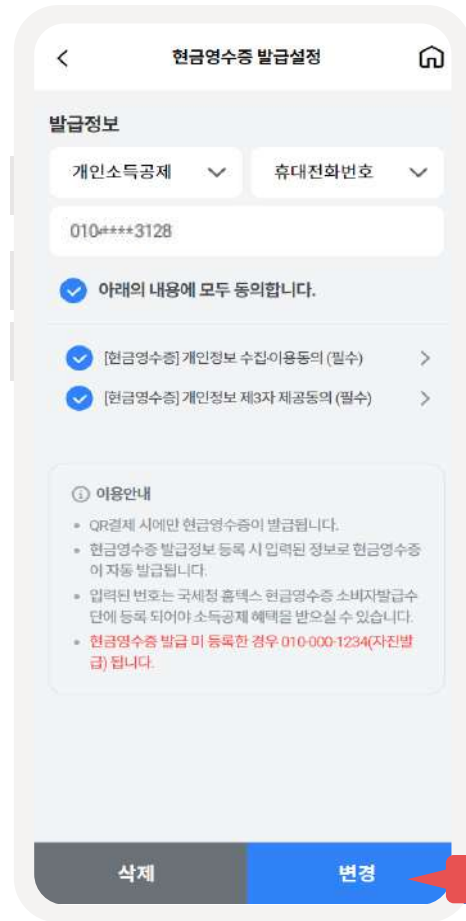 현금영수증 발급설정
발급정보
개인소득공제
휴대전화번호
010-****3128
아래의 내용에 모두 동의합니다.
[현금영수증] 개인정보 수집·이용동의 (필수)
[현금영수증] 개인정보 제3자 제공동의 (필수)
이용안내
• QR결제 시에만 현금영수증이 발급됩니다.
• 현금영수증 발급정보 등록 시 입력된 정보로 현금영수증
이 자동 발급됩니다.
• 입력된 번호는 국세청 홈텍스 현금영수증 소비자발급수
단에 등록 되어야 소득공제 혜택을 받으실 수 있습니다.
• 현금영수증 발급 미 등록한 경우 010-000-1234(자진발
급) 됩니다.
삭제
변경